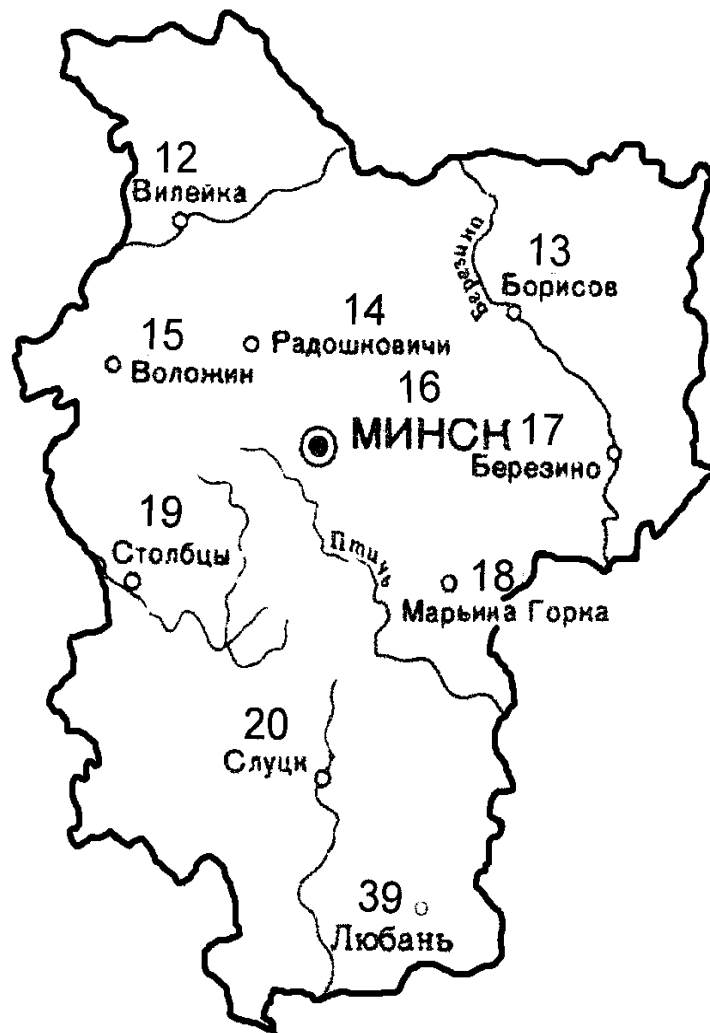 12
Вилейка
Березино
13
Борисов
14
Радошковичи
15
Воложин
16
МИНСК
17
Березино
19
Столбцы
Птичь
18
Марьина Горка
20
Слуцк
39
Любань